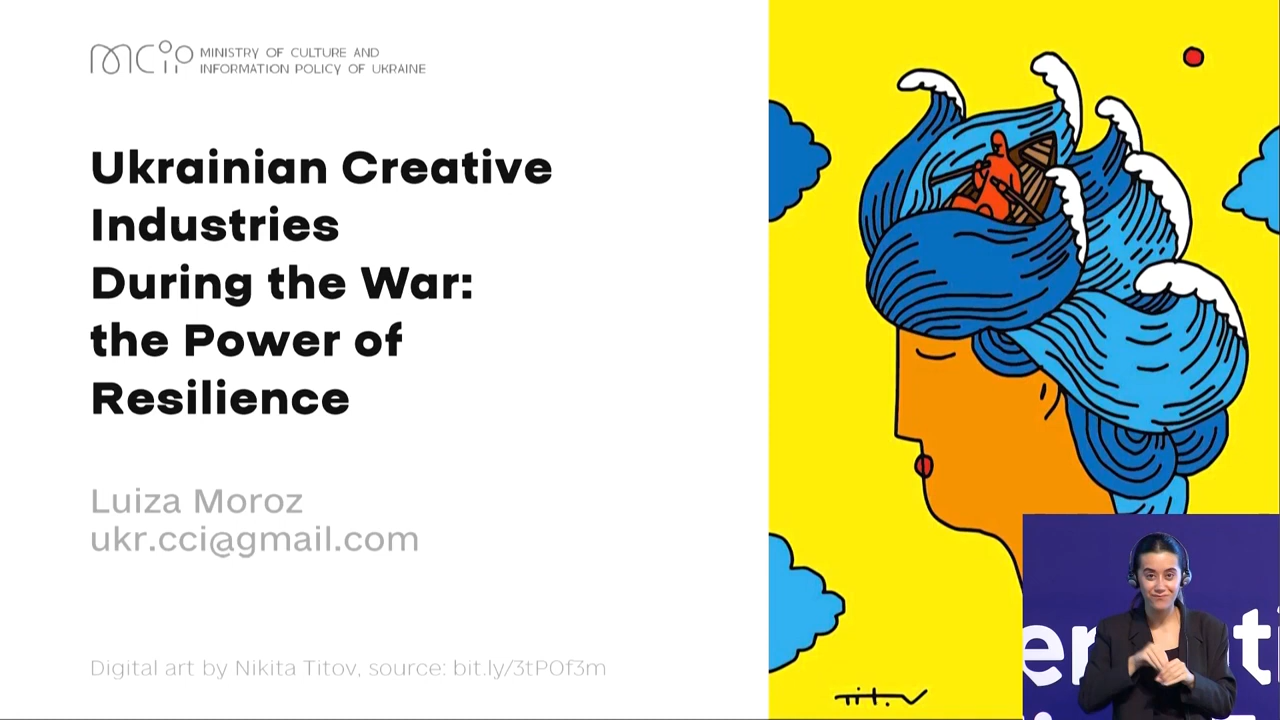 mcip MINISTRY OF CULTURE AND
INFORMATION POLICY OF UKRAINE
Ukrainian Creative
Industries
During the War:
the Power of
Resilience
Luiza Moroz
ukr.cci@gmail.com
Digital art by Nikita Titov, source: bit.ly/3tPOf3m